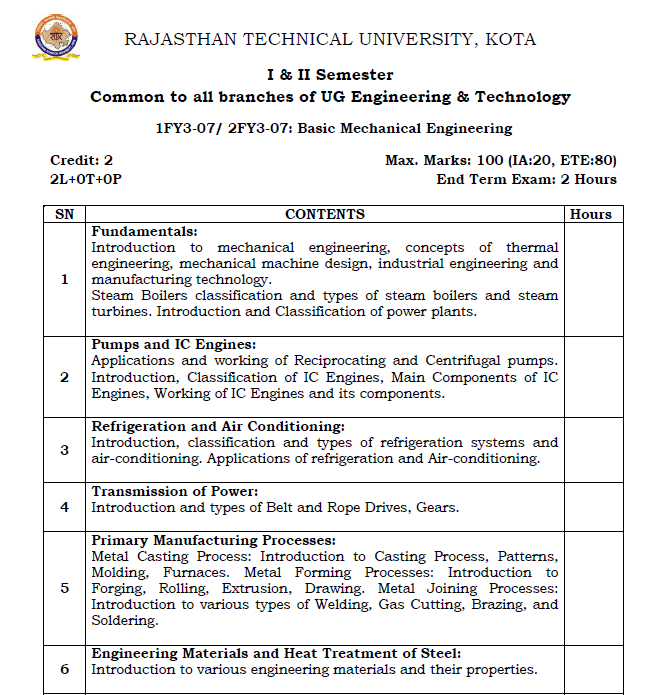 RAJASTHAN TECHNICAL UNIVERSITY, KOTA
I & II Semester
Common to all branches of UG Engineering & Technology
1FY3-07/ 2FY3-07: Basic Mechanical Engineering
Credit: 2 Max. Marks: 100 (IA:20, ETE:80)
2L+0T+0P End Term Exam: 2 Hours
SN CONTENTS Hours
1
Fundamentals:
Introduction to mechanical engineering, concepts of thermal
engineering, mechanical machine design, industrial engineering and
manufacturing technology.
Steam Boilers classification and types of steam boilers and steam
turbines. Introduction and Classification of power plants.
2
Pumps and IC Engines:
Applications and working of Reciprocating and Centrifugal pumps.
Introduction, Classification of IC Engines, Main Components of IC
Engines, Working of IC Engines and its components.
3
Refrigeration and Air Conditioning:
Introduction, classification and types of refrigeration systems and
air-conditioning. Applications of refrigeration and Air-conditioning.
4
Transmission of Power:
Introduction and types of Belt and Rope Drives, Gears.
5
Primary Manufacturing Processes:
Metal Casting Process: Introduction to Casting Process, Patterns,
Molding, Furnaces. Metal Forming Processes: Introduction to
Forging, Rolling, Extrusion, Drawing. Metal Joining Processes:
Introduction to various types of Welding, Gas Cutting, Brazing, and
Soldering.
6
Engineering Materials and Heat Treatment of Steel:
Introduction to various engineering materials and their properties.